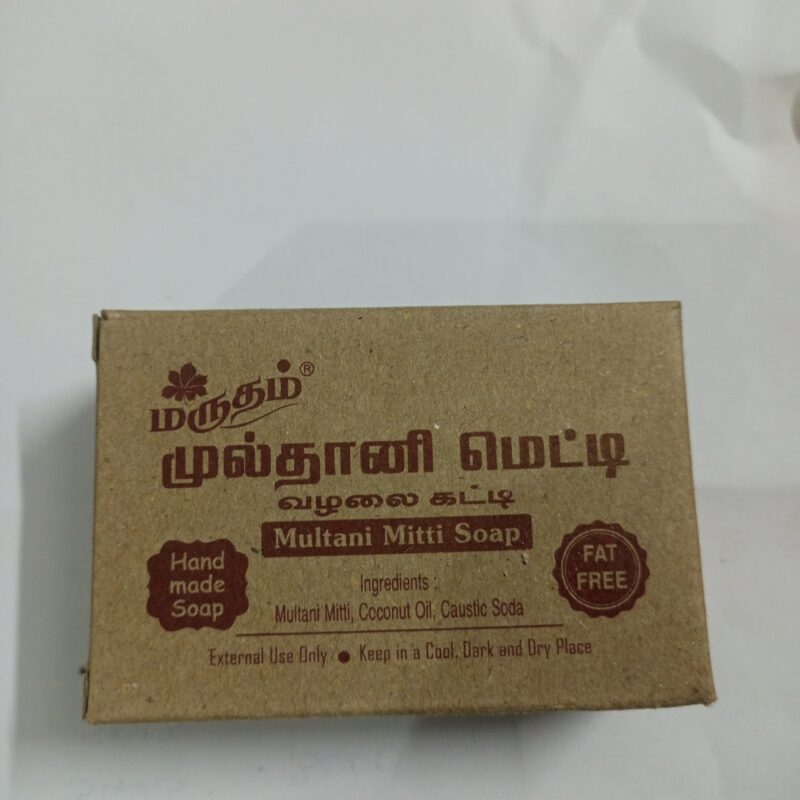 மருதம்®
முல்தானி மெட்டி
வழலை கட்டி
Multani Mitti Soap
Hand
made
Soap
FAT
FREE
Ingredients :
Multani Mitti, Coconut Oil, Caustic Soda
External Use Only ● Keep in a Cool, Dark and Dry Place